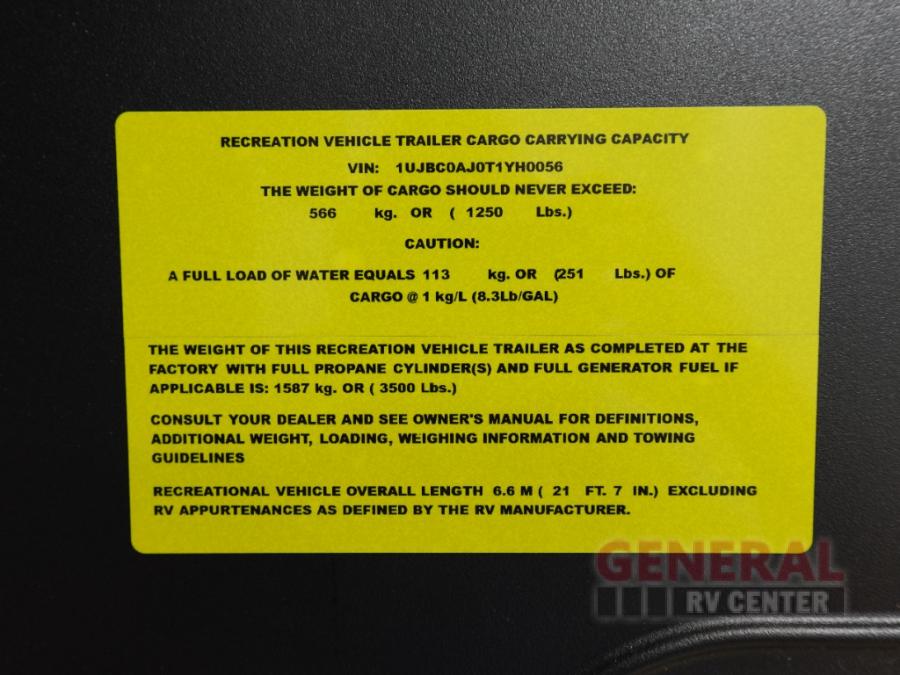 RECREATION VEHICLE TRAILER CARGO CARRYING CAPACITY
VIN: 1UJBC0AJ0T1YH0056
THE WEIGHT OF CARGO SHOULD NEVER EXCEED:
566 kg. OR ( 1250 Lbs.)
CAUTION:
A FULL LOAD OF WATER EQUALS 113 kg. OR (251 Lbs.) OF
CARGO @ 1 kg/L (8.3Lb/GAL)
THE WEIGHT OF THIS RECREATION VEHICLE TRAILER AS COMPLETED AT THE
FACTORY WITH FULL PROPANE CYLINDER(S) AND FULL GENERATOR FUEL IF
APPLICABLE IS: 1587 kg. OR ( 3500 Lbs.)
CONSULT YOUR DEALER AND SEE OWNER'S MANUAL FOR DEFINITIONS,
ADDITIONAL WEIGHT, LOADING, WEIGHING INFORMATION AND TOWING
GUIDELINES
RECREATIONAL VEHICLE OVERALL LENGTH 6.6 M ( 21 FT. 7 IN.) EXCLUDING
RV APPURTENANCES AS DEFINED BY THE RV MANUFACTURER.
GENERAL
RV CENTER